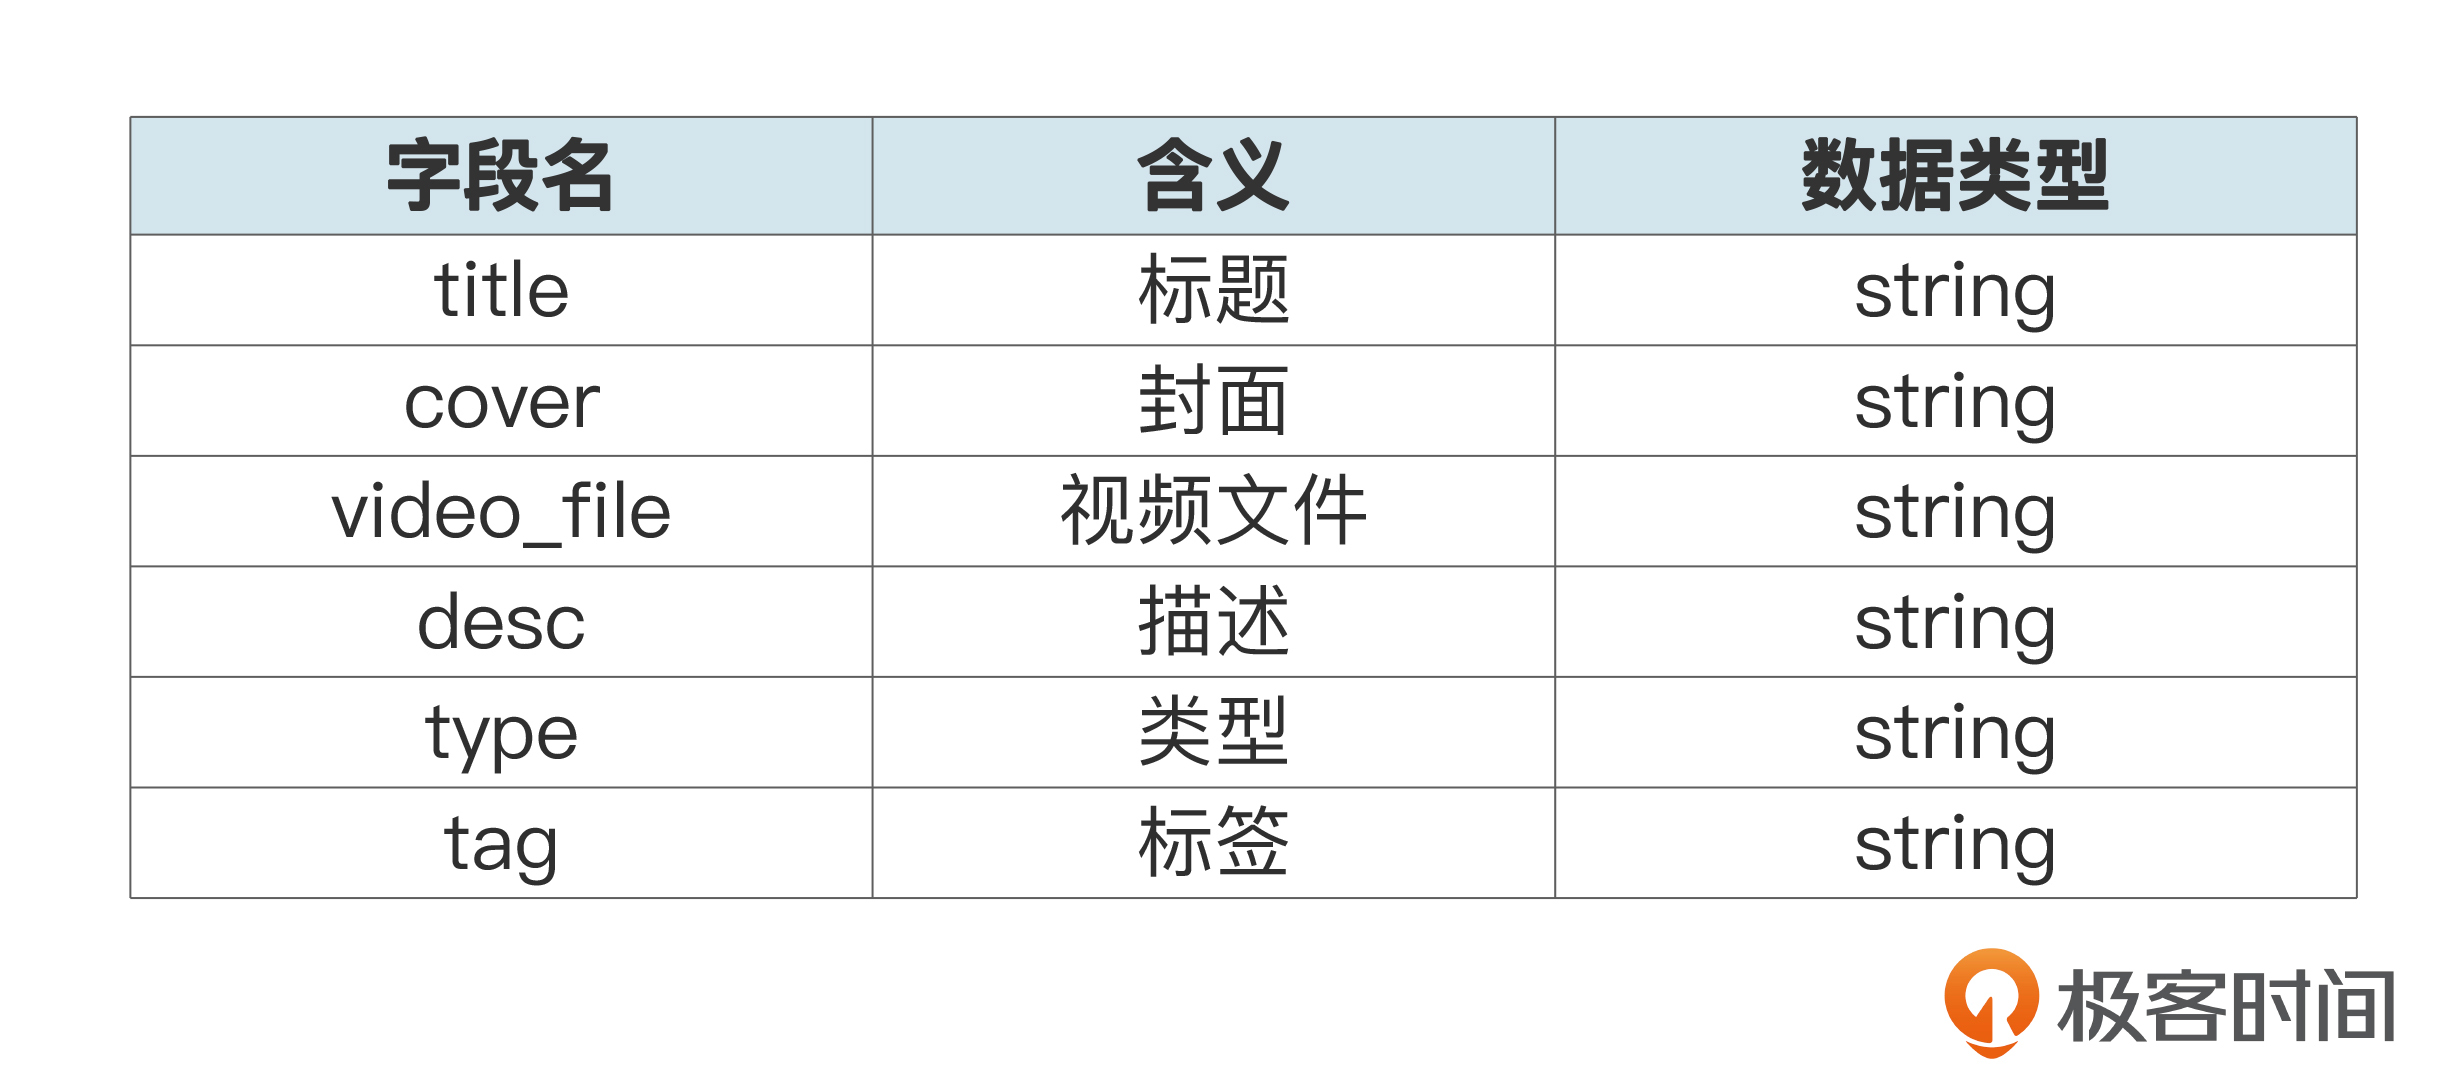 字段名 含义 数据类型
title 标题 string
cover 封面 string
video_file 视频文件 string
desc 描述 string
type 类型 string
tag 标签 string
极客时间